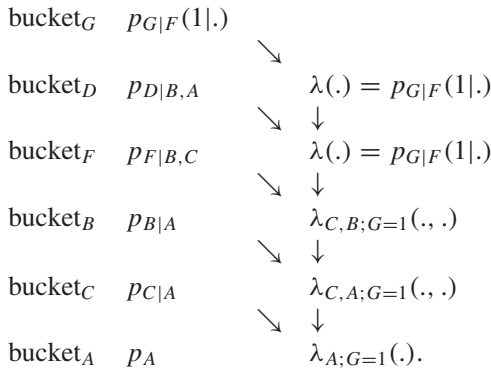 bucket_G p_{G|F}(1|.)
↘
bucket_D p_{D|B,A} λ(.) = p_{G|F}(1|.)
↘ ↓
bucket_F p_{F|B,C} λ(.) = p_{G|F}(1|.)
↘ ↓
bucket_B p_{B|A} λ_{C,B;G=1}(., .)
↘ ↓
bucket_C p_{C|A} λ_{C,A;G=1}(., .)
↘ ↓
bucket_A p_A λ_{A;G=1}(.).